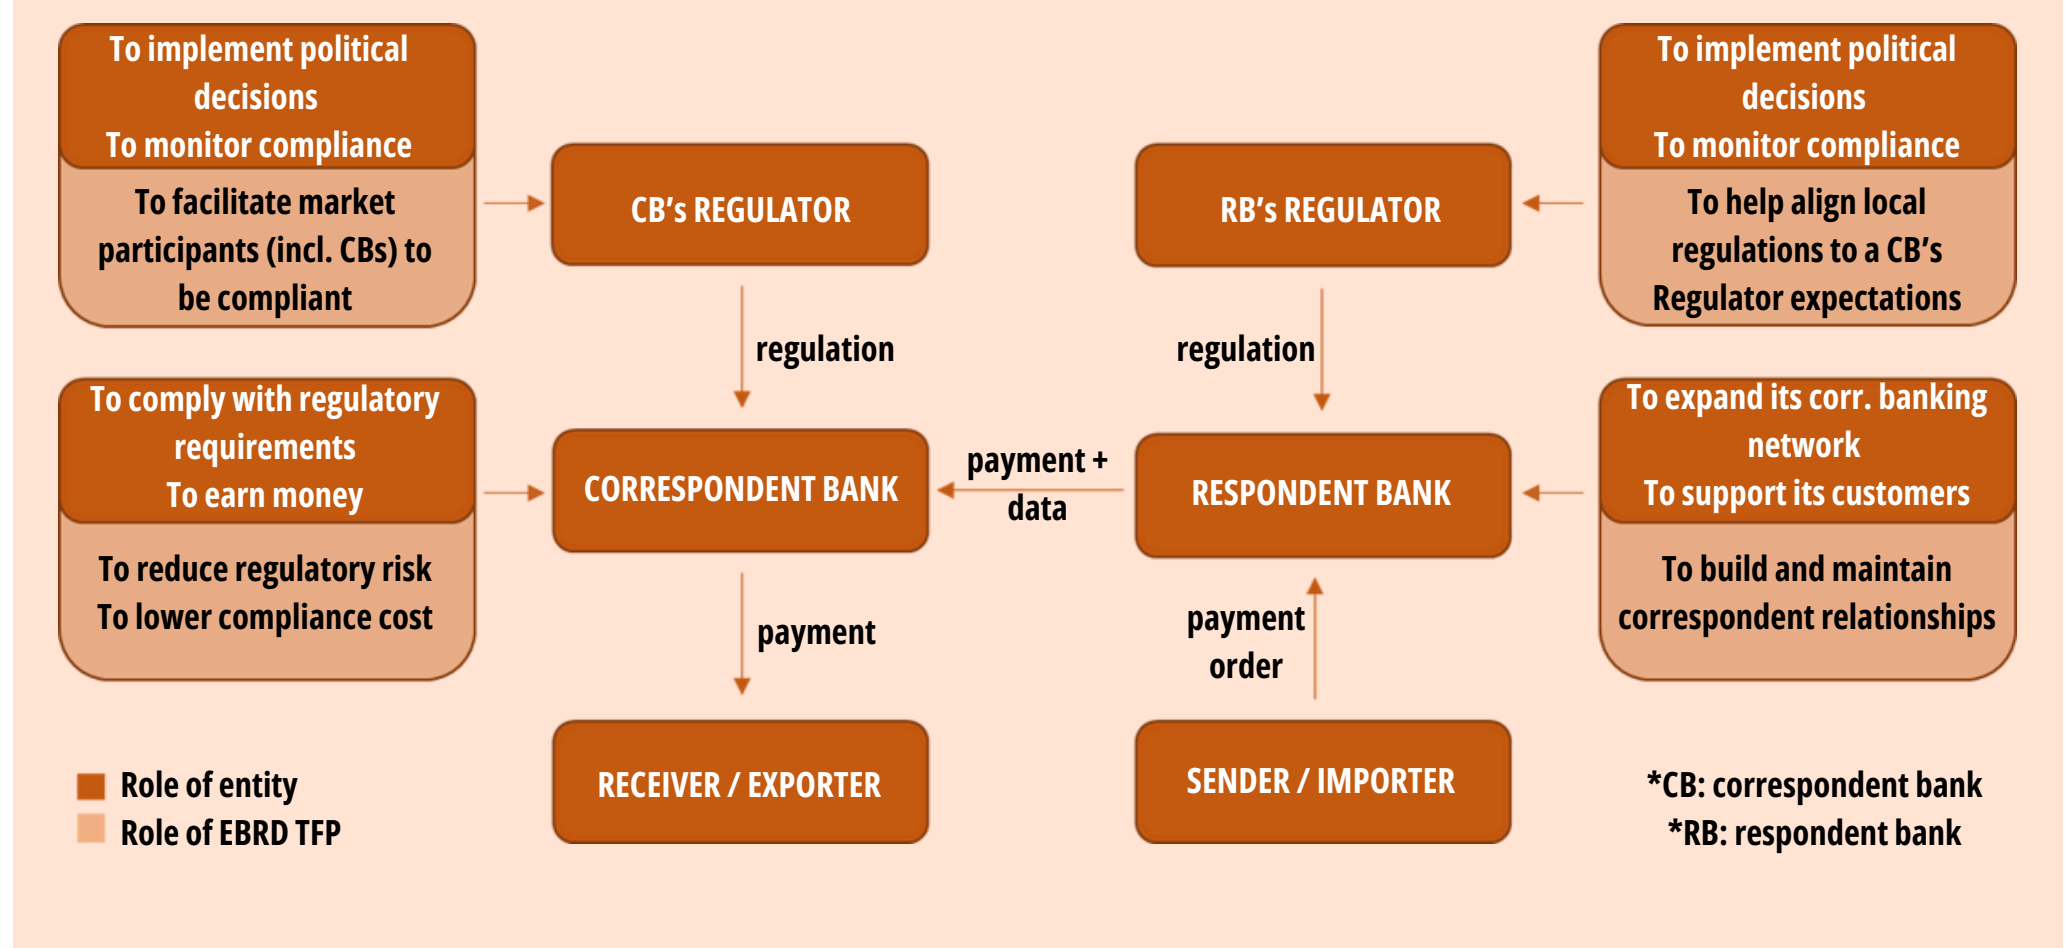 To implement political
decisions
To monitor compliance
To facilitate market
participants (incl. CBs) to
be compliant
CB’s REGULATOR
RB’s REGULATOR
To implement political
decisions
To monitor compliance
To help align local
regulations to a CB’s
Regulator expectations
regulation
regulation
To comply with regulatory
requirements
To earn money
To reduce regulatory risk
To lower compliance cost
CORRESPONDENT BANK
payment +
data
RESPONDENT BANK
To expand its corr. banking
network
To support its customers
To build and maintain
correspondent relationships
payment
payment
order
RECEIVER / EXPORTER
SENDER / IMPORTER
Role of entity
Role of EBRD TFP
*CB: correspondent bank
*RB: respondent bank